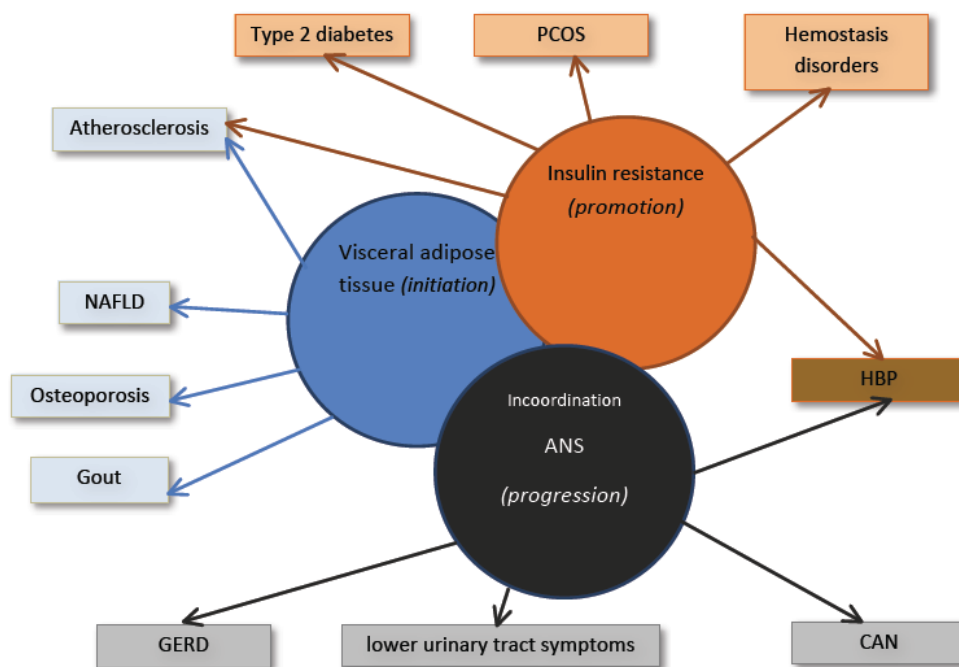 Type 2 diabetes
PCOS
Hemostasis
disorders
Atherosclerosis
Insulin resistance
(promotion)
Visceral adipose
tissue (initiation)
NAFLD
Osteoporosis
HBP
Incoordination
ANS
(progression)
Gout
GERD
lower urinary tract symptoms
CAN